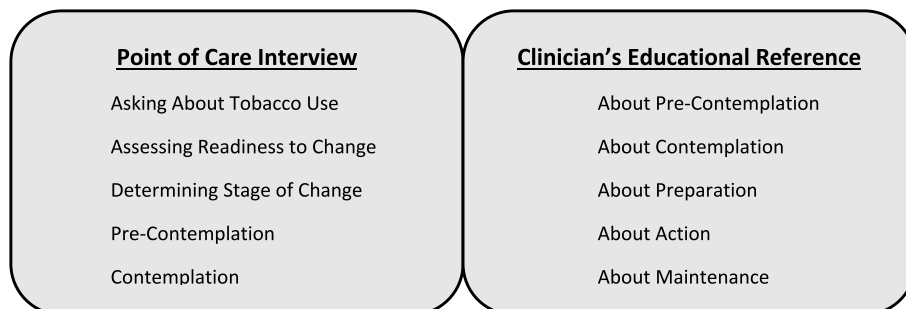 Point of Care Interview
Asking About Tobacco Use
Assessing Readiness to Change
Determining Stage of Change
Pre-Contemplation
Contemplation
Clinician’s Educational Reference
About Pre-Contemplation
About Contemplation
About Preparation
About Action
About Maintenance